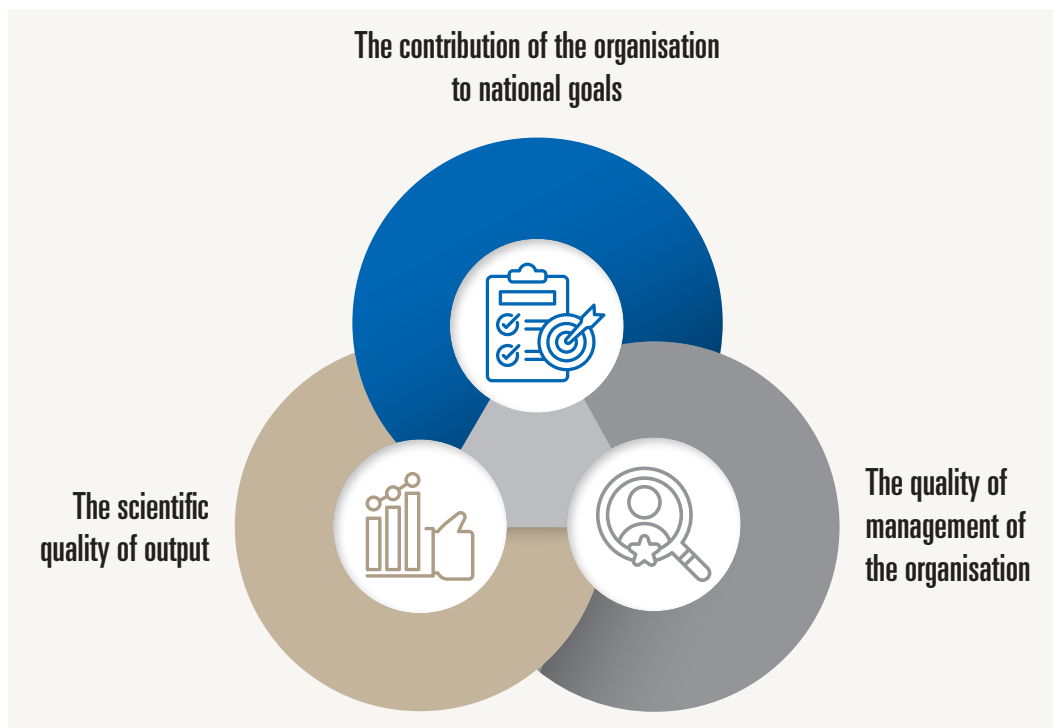 The contribution of the organisation
to national goals
The scientific
quality of output
The quality of
management of
the organisation